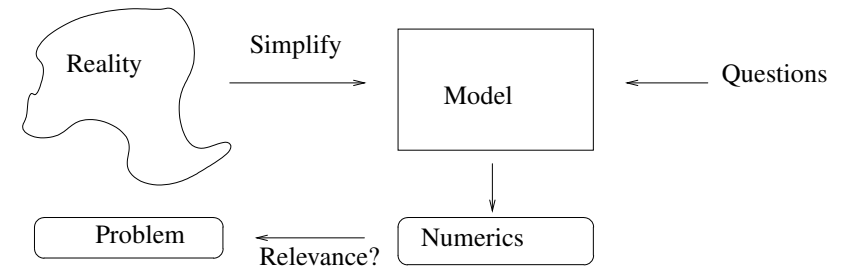 Reality
Simplify
Model
Questions
Problem
Relevance?
Numerics